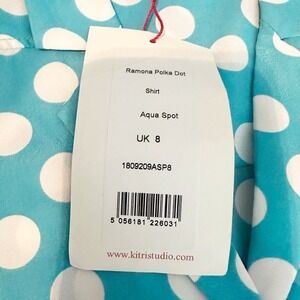 Ramona Polka Dot
Shirt
Aqua Spot
UK 8
1809209ASP8
5 056181 226031
www.kitristudio.com